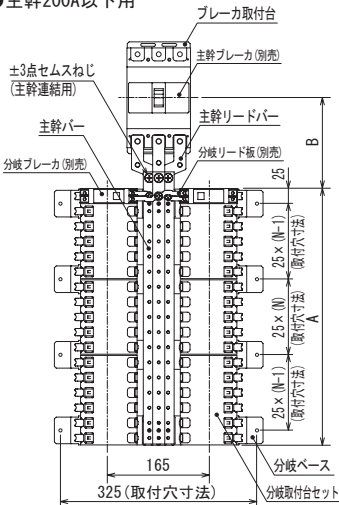 ●主幹200A以下用
ブレーカ取付台
±3点セムスねじ
(主幹連結用)
主幹ブレーカ(別売)
主幹バー
主幹リードバー
分岐ブレーカ(別売)
分岐リード板(別売)
B
25
25×(N-1)
(取付穴寸法)
25×(N)
(取付穴寸法)
A
25×(N-1)
(取付穴寸法)
165
分岐ベース
325(取付穴寸法)
分岐取付台セット